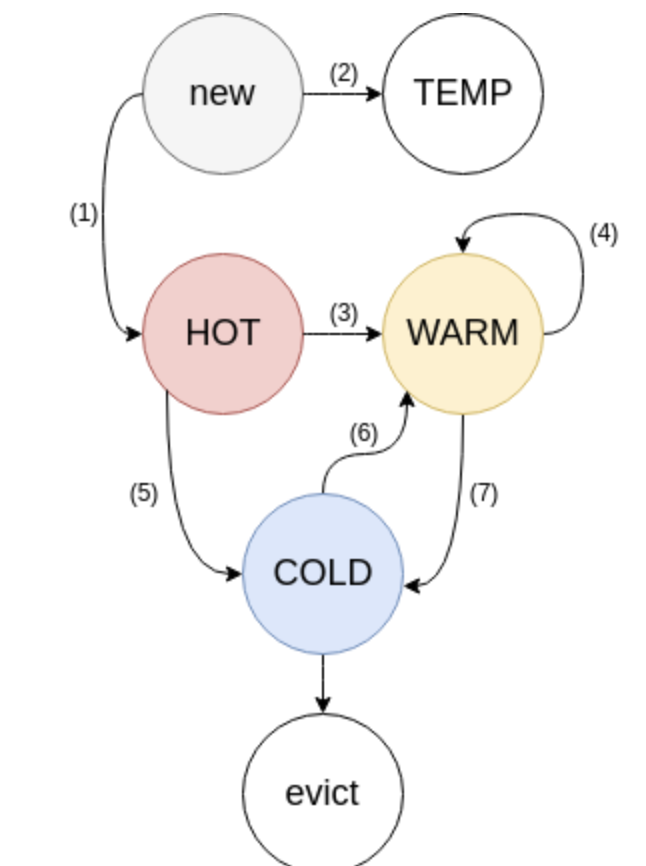 (2)
new
TEMP
(1)
(4)
(3)
HOT
WARM
(6)
(5)
(7)
COLD
evict